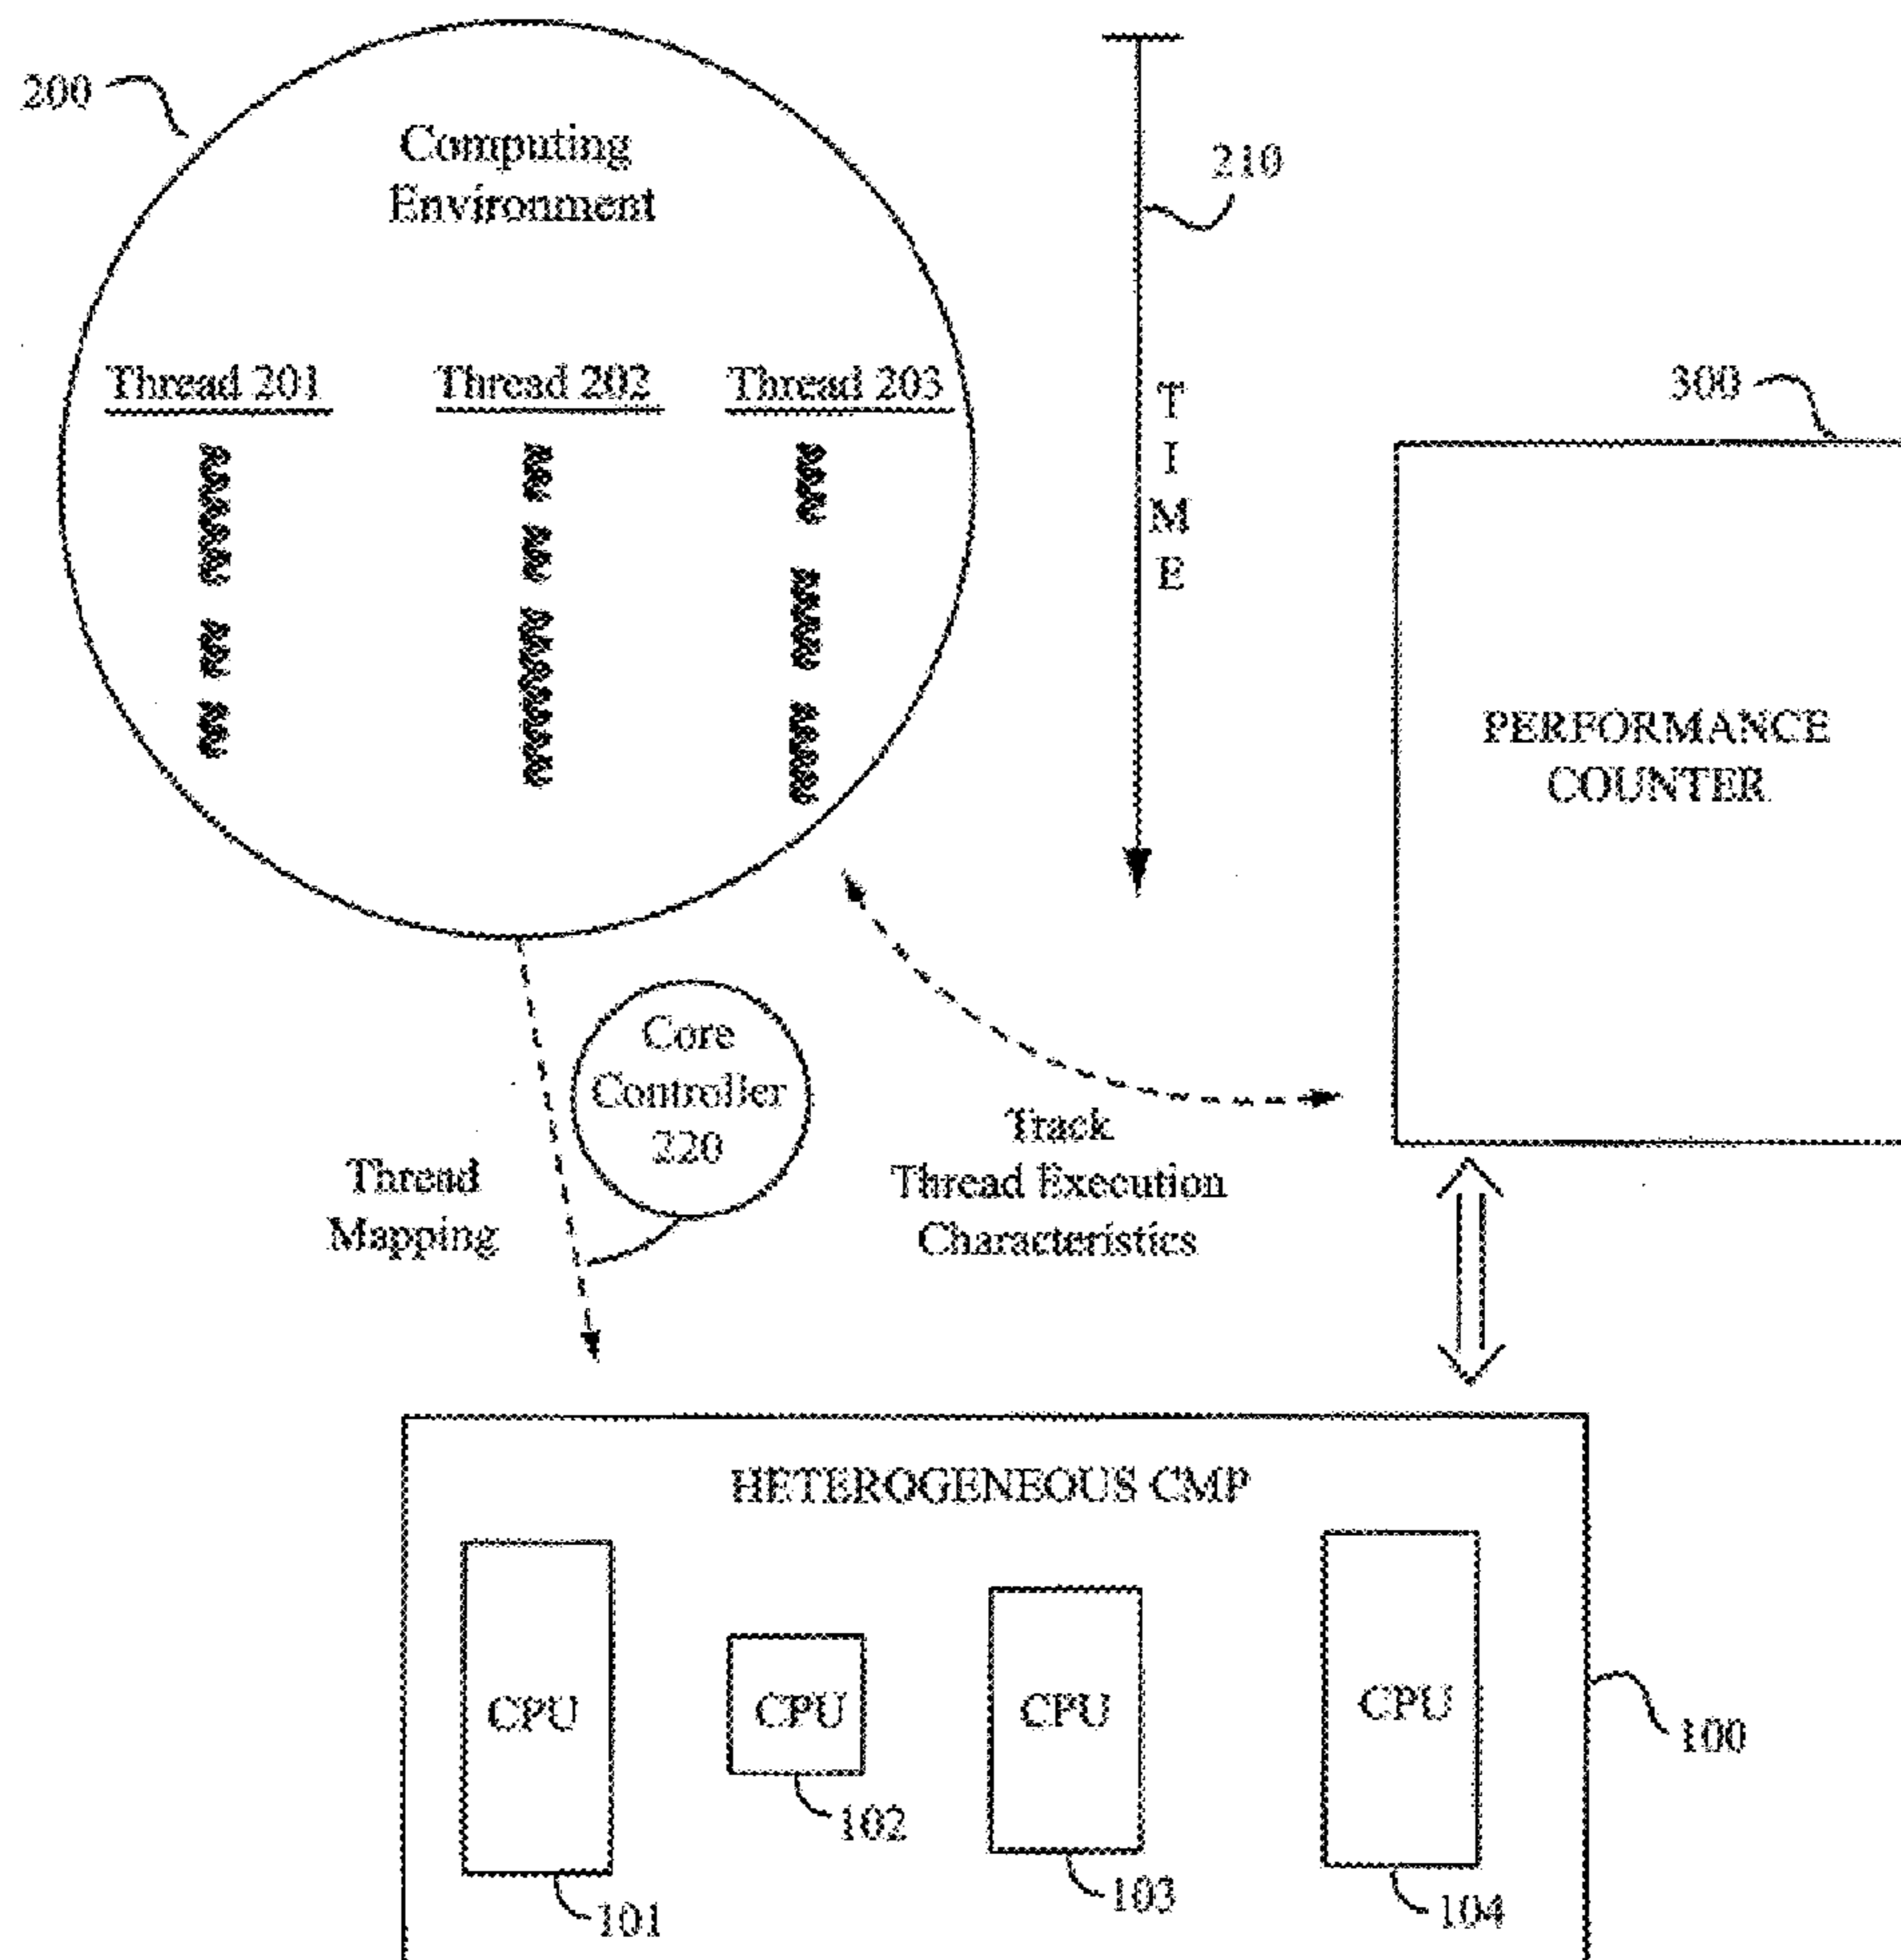 200
Computing
Environment
210
Thread 201
Thread 202
Thread 203
TIME
300
PERFORMANCE
COUNTER
Core
Controller
220
Thread
Mapping
Track
Thread Execution
Characteristics
HETEROGENEOUS CMP
CPU
CPU
CPU
CPU
100
101
102
103
104